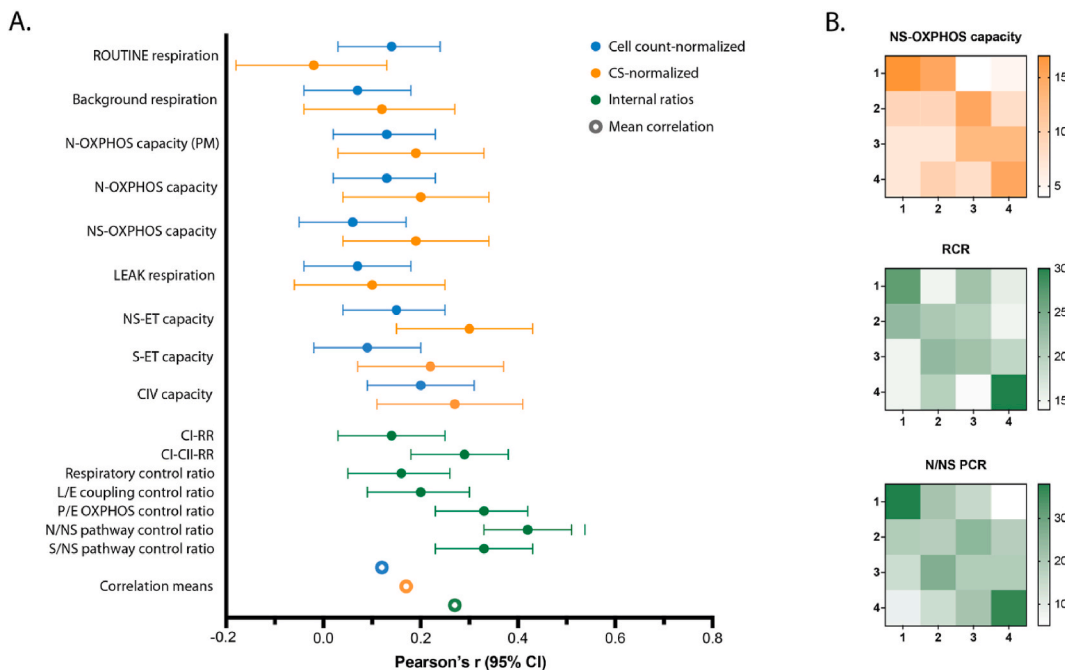 A.
ROUTINE respiration
Background respiration
N-OXPHOS capacity (PM)
N-OXPHOS capacity
NS-OXPHOS capacity
LEAK respiration
NS-ET capacity
S-ET capacity
CIV capacity
CI-RR
CI-CII-RR
Respiratory control ratio
L/E coupling control ratio
P/E OXPHOS control ratio
N/NS pathway control ratio
S/NS pathway control ratio
Correlation means
-0.2 0.0 0.2 0.4 0.6 0.8
Pearson's r (95% CI)
Cell count-normalized
CS-normalized
Internal ratios
Mean correlation
B.
NS-OXPHOS capacity
1
2
3
4
1 2 3 4
15
10
5
RCR
1
2
3
4
1 2 3 4
30
25
20
15
N/NS PCR
1
2
3
4
1 2 3 4
30
20
10